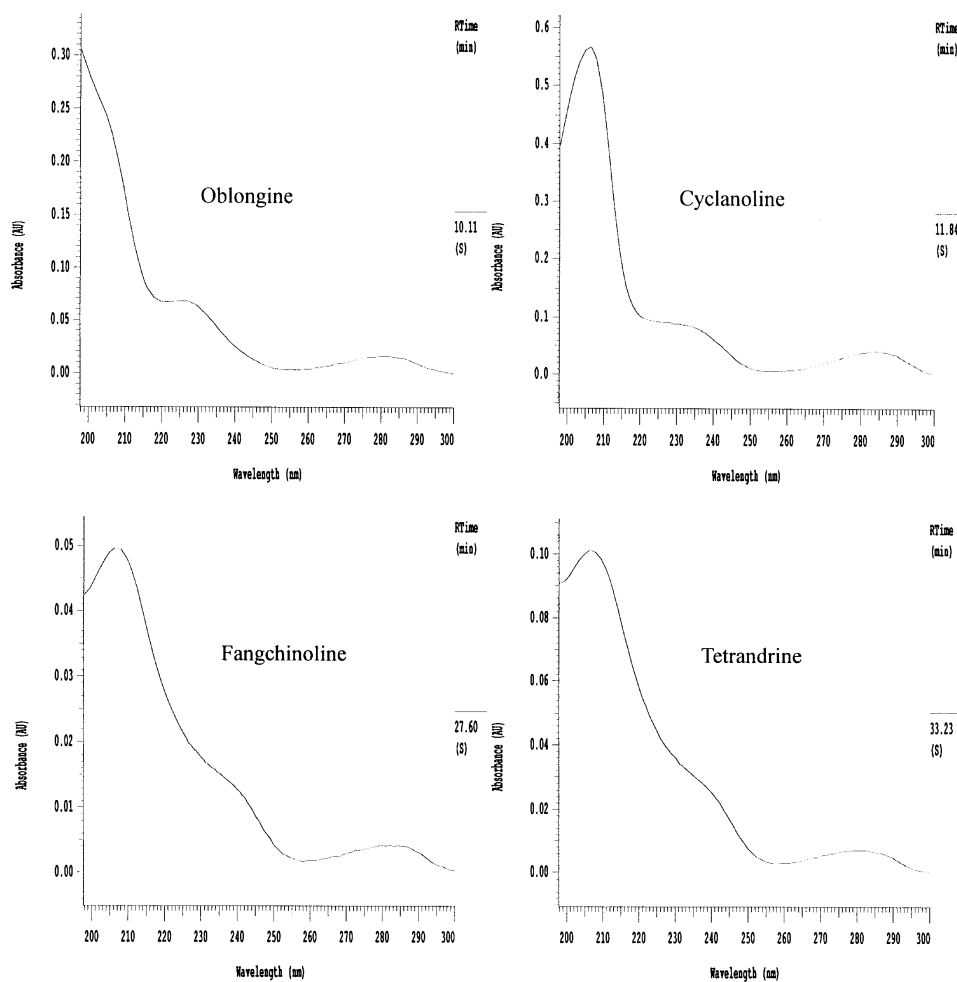 RTime
(min)
0.30
0.25
0.20
0.15
0.10
0.05
0.00
Absorbance (AU)
Oblongine
10.11
(S)
200 210 220 230 240 250 260 270 280 290 300
Wavelength (nm)
RTime
(min)
0.6
0.5
0.4
0.3
0.2
0.1
0.0
Absorbance (AU)
Cyclanoline
11.84
(S)
200 210 220 230 240 250 260 270 280 290 300
Wavelength (nm)
RTime
(min)
0.05
0.04
0.03
0.02
0.01
0.00
Absorbance (AU)
Fangchinoline
27.60
(S)
200 210 220 230 240 250 260 270 280 290 300
Wavelength (nm)
RTime
(min)
0.10
0.08
0.06
0.04
0.02
0.00
Absorbance (AU)
Tetrandrine
33.23
(S)
200 210 220 230 240 250 260 270 280 290 300
Wavelength (nm)